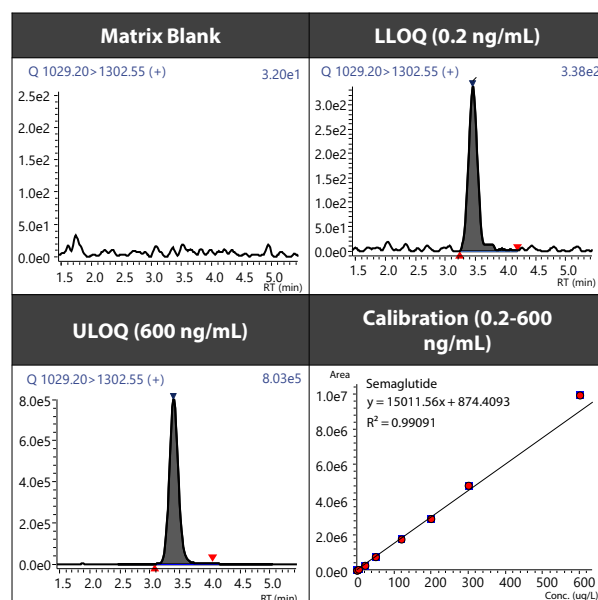 Matrix Blank
LLOQ (0.2 ng/mL)
Q 1029.20>1302.55 (+)
3.20e1
2.5e2
2.0e2
1.5e2
1.0e2
5.0e1
0.0e0
1.5 2.0 2.5 3.0 3.5 4.0 4.5 5.0
RT (min)
Q 1029.20>1302.55 (+)
3.38e2
3.0e2
2.5e2
2.0e2
1.5e2
1.0e2
5.0e1
0.0e0
1.5 2.0 2.5 3.0 3.5 4.0 4.5 5.0
RT (min)
ULOQ (600 ng/mL)
Calibration (0.2-600
ng/mL)
Q 1029.20>1302.55 (+)
8.03e5
8.0e5
6.0e5
4.0e5
2.0e5
0.0e0
1.5 2.0 2.5 3.0 3.5 4.0 4.5 5.0
RT (min)
Area
Semaglutide
y = 15011.56x + 874.4093
R² = 0.99091
1.0e7
8.0e6
6.0e6
4.0e6
2.0e6
0.0e0
0 100 200 300 400 500 600
Conc. (ug/L)